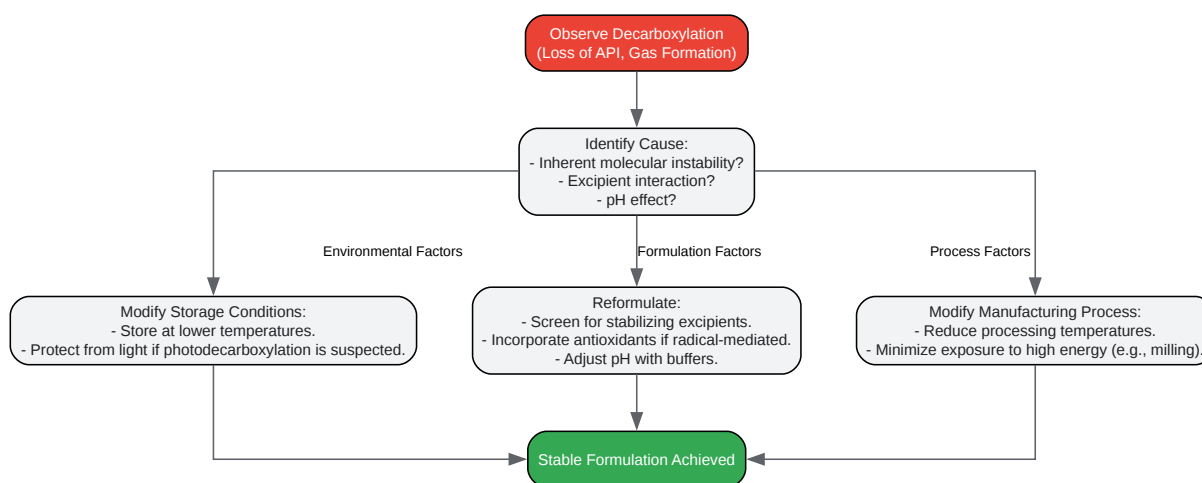 Observe Decarboxylation
(Loss of API, Gas Formation)
Identify Cause:
- Inherent molecular instability?
- Excipient interaction?
- pH effect?
Environmental Factors
Formulation Factors
Process Factors
Modify Storage Conditions:
- Store at lower temperatures.
- Protect from light if photodecarboxylation is suspected.
Reformulate:
- Screen for stabilizing excipients.
- Incorporate antioxidants if radical-mediated.
- Adjust pH with buffers.
Modify Manufacturing Process:
- Reduce processing temperatures.
- Minimize exposure to high energy (e.g., milling).
Stable Formulation Achieved